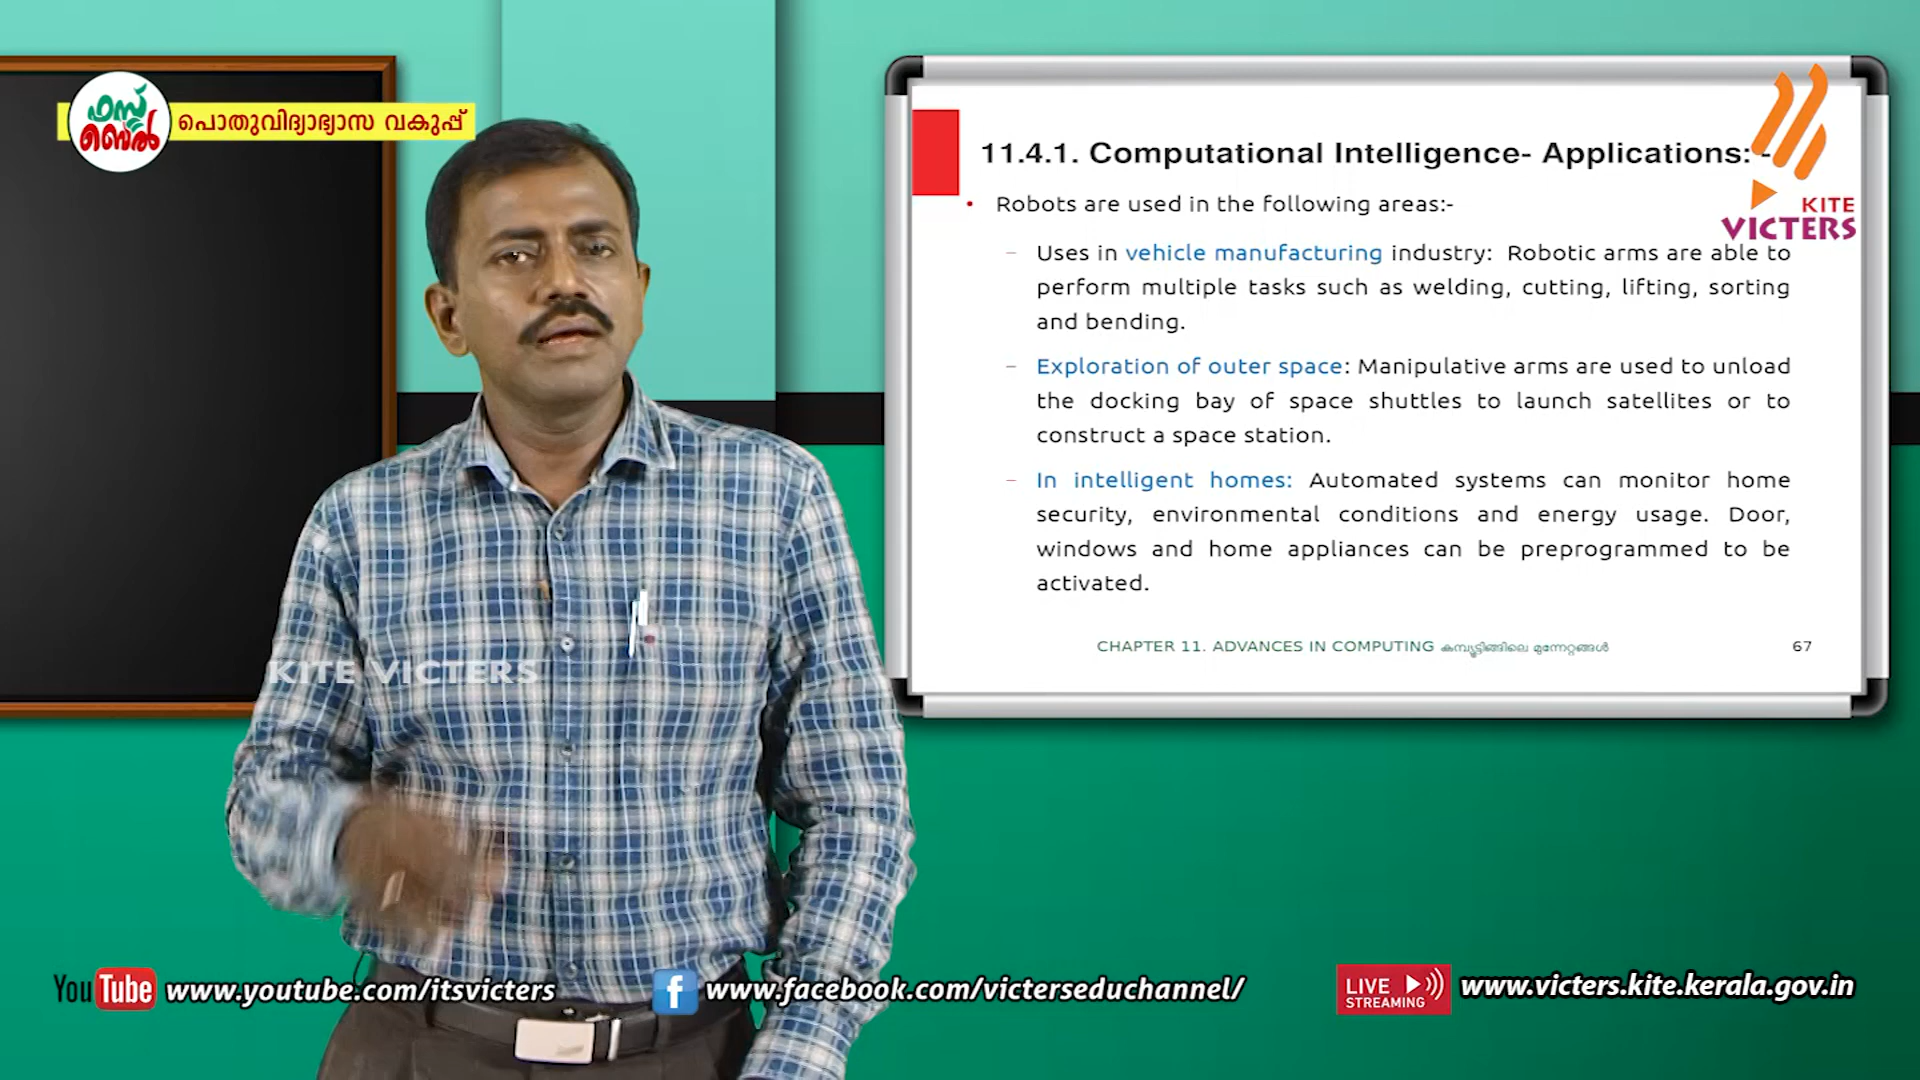 ഫസ്റ്റ്
ബെൽ
പൊതുവിദ്യാഭ്യാസ വകുപ്പ്
11.4.1. Computational Intelligence- Applications: -
KITE
VICTERS
• Robots are used in the following areas:-
– Uses in vehicle manufacturing industry: Robotic arms are able to
perform multiple tasks such as welding, cutting, lifting, sorting
and bending.
– Exploration of outer space: Manipulative arms are used to unload
the docking bay of space shuttles to launch satellites or to
construct a space station.
– In intelligent homes: Automated systems can monitor home
security, environmental conditions and energy usage. Door,
windows and home appliances can be preprogrammed to be
activated.
CHAPTER 11. ADVANCES IN COMPUTING കമ്പ്യൂട്ടിങ്ങിലെ മുന്നേറ്റങ്ങൾ 67
KITE VICTERS
YouTube www.youtube.com/itsvicters
f www.facebook.com/victerseduchannel/
LIVE
STREAMING
www.victers.kite.kerala.gov.in